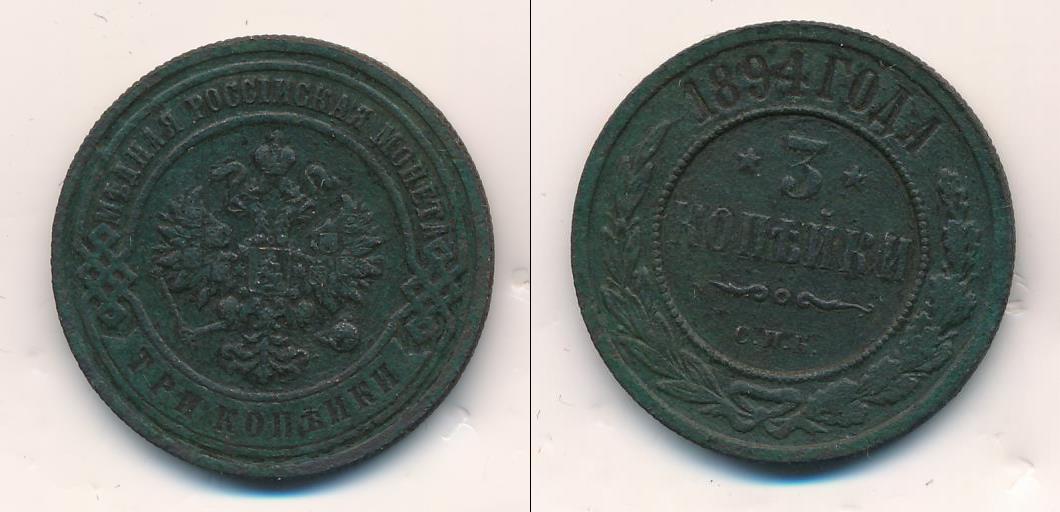 МѢДНАЯ РОССІЙСКАЯ МОНЕТА
ТРИ КОПѢЙКИ
1894 ГОДА
3
КОПѢЙКИ
С.П.Б.